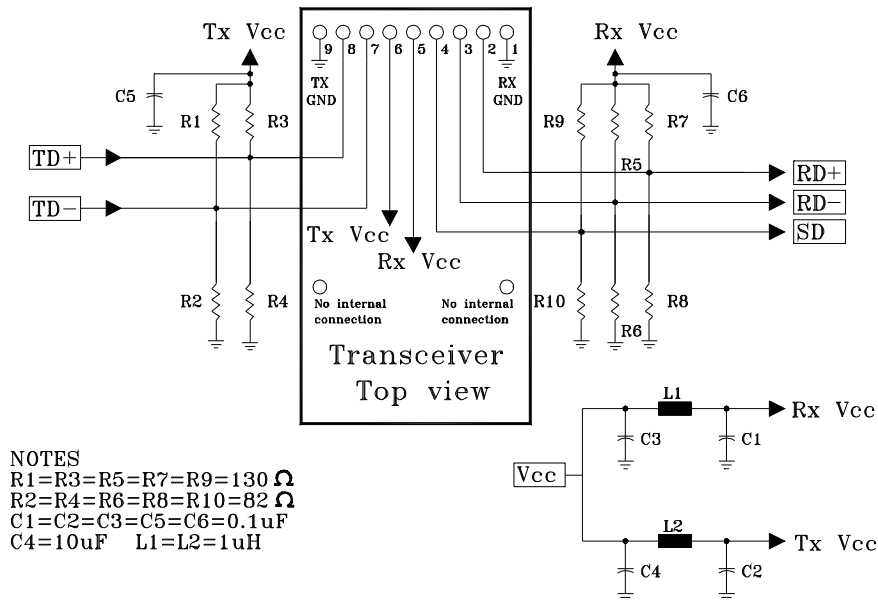 Tx Vcc
9 8 7 6 5 4 3 2 1
Rx Vcc
TX
GND
RX
GND
C5
R1
R3
R9
R7
C6
TD+
R5
RD+
TD-
RD-
Tx Vcc
SD
Rx Vcc
R2
R4
No internal
connection
No internal
connection
R10
R8
R6
Transceiver
Top view
L1
Rx Vcc
C3
C1
Vcc
L2
Tx Vcc
C4
C2
NOTES
R1=R3=R5=R7=R9=130 Ω
R2=R4=R6=R8=R10=82 Ω
C1=C2=C3=C5=C6=0.1uF
C4=10uF L1=L2=1uH